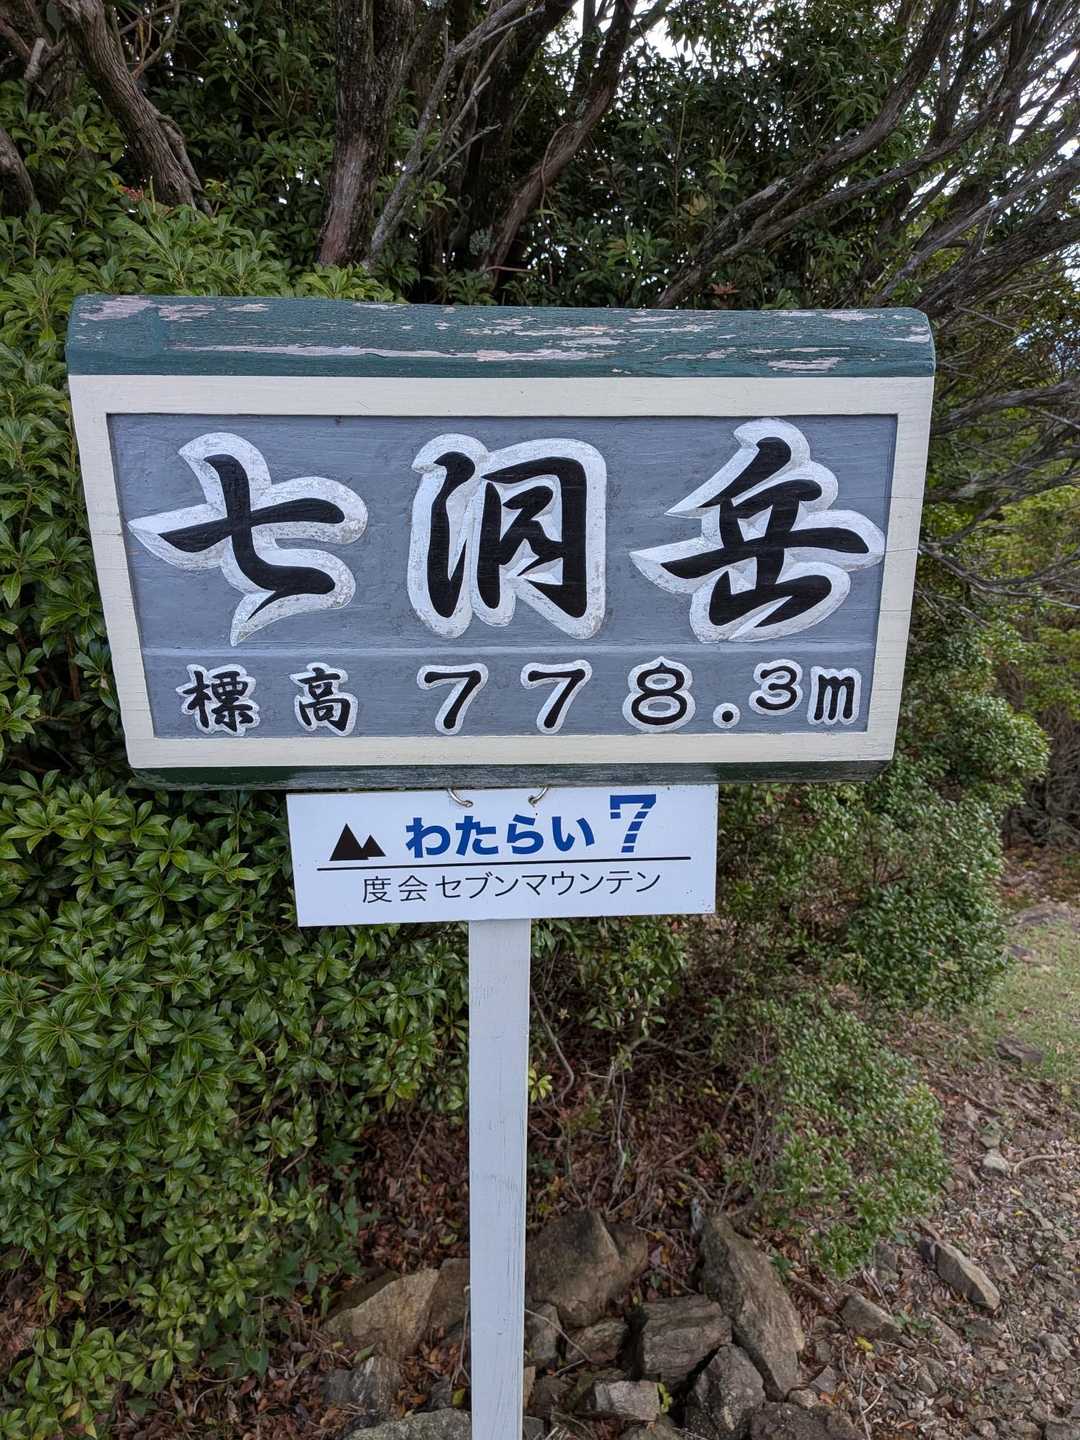 七洞岳
標高 778.3m
わたらい7
度会セブンマウンテン